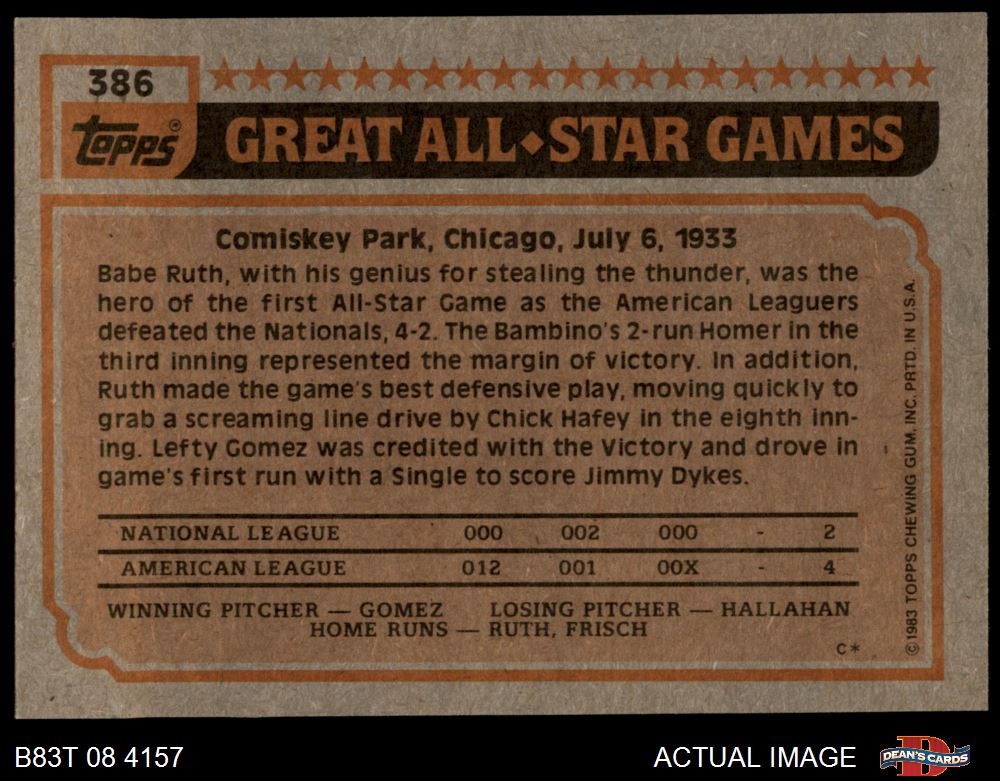 386
topps®
GREAT ALL◆STAR GAMES
Comiskey Park, Chicago, July 6, 1933
Babe Ruth, with his genius for stealing the thunder, was the
hero of the first All-Star Game as the American Leaguers
defeated the Nationals, 4-2. The Bambino's 2-run Homer in the
third inning represented the margin of victory. In addition,
Ruth made the game's best defensive play, moving quickly to
grab a screaming line drive by Chick Hafey in the eighth inn-
ing. Lefty Gomez was credited with the Victory and drove in
game's first run with a Single to score Jimmy Dykes.
NATIONAL LEAGUE 000 002 000 - 2
AMERICAN LEAGUE 012 001 00X - 4
WINNING PITCHER — GOMEZ LOSING PITCHER — HALLAHAN
HOME RUNS — RUTH, FRISCH
C*
©1983 TOPPS CHEWING GUM, INC. PRTD. IN U.S.A.
B83T 08 4157
ACTUAL IMAGE
DEAN'S CARDS